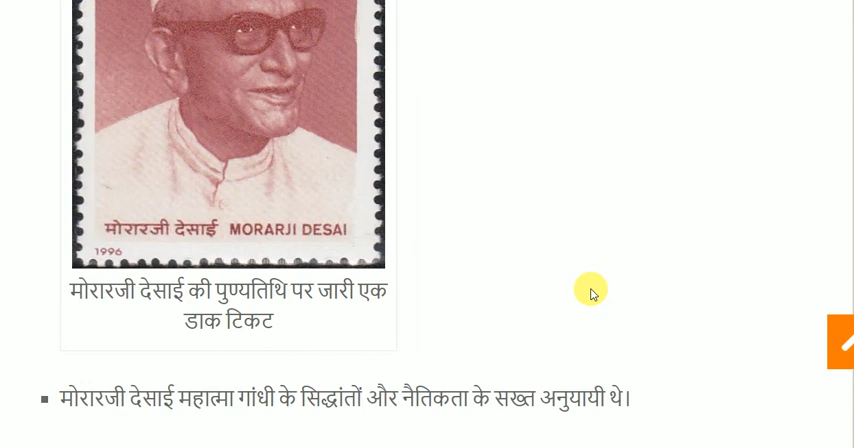 मोरारजी देसाई MORARJI DESAI
1996
मोरारजी देसाई की पुण्यतिथि पर जारी एक
डाक टिकट
मोरारजी देसाई महात्मा गांधी के सिद्धांतों और नैतिकता के सख्त अनुयायी थे।